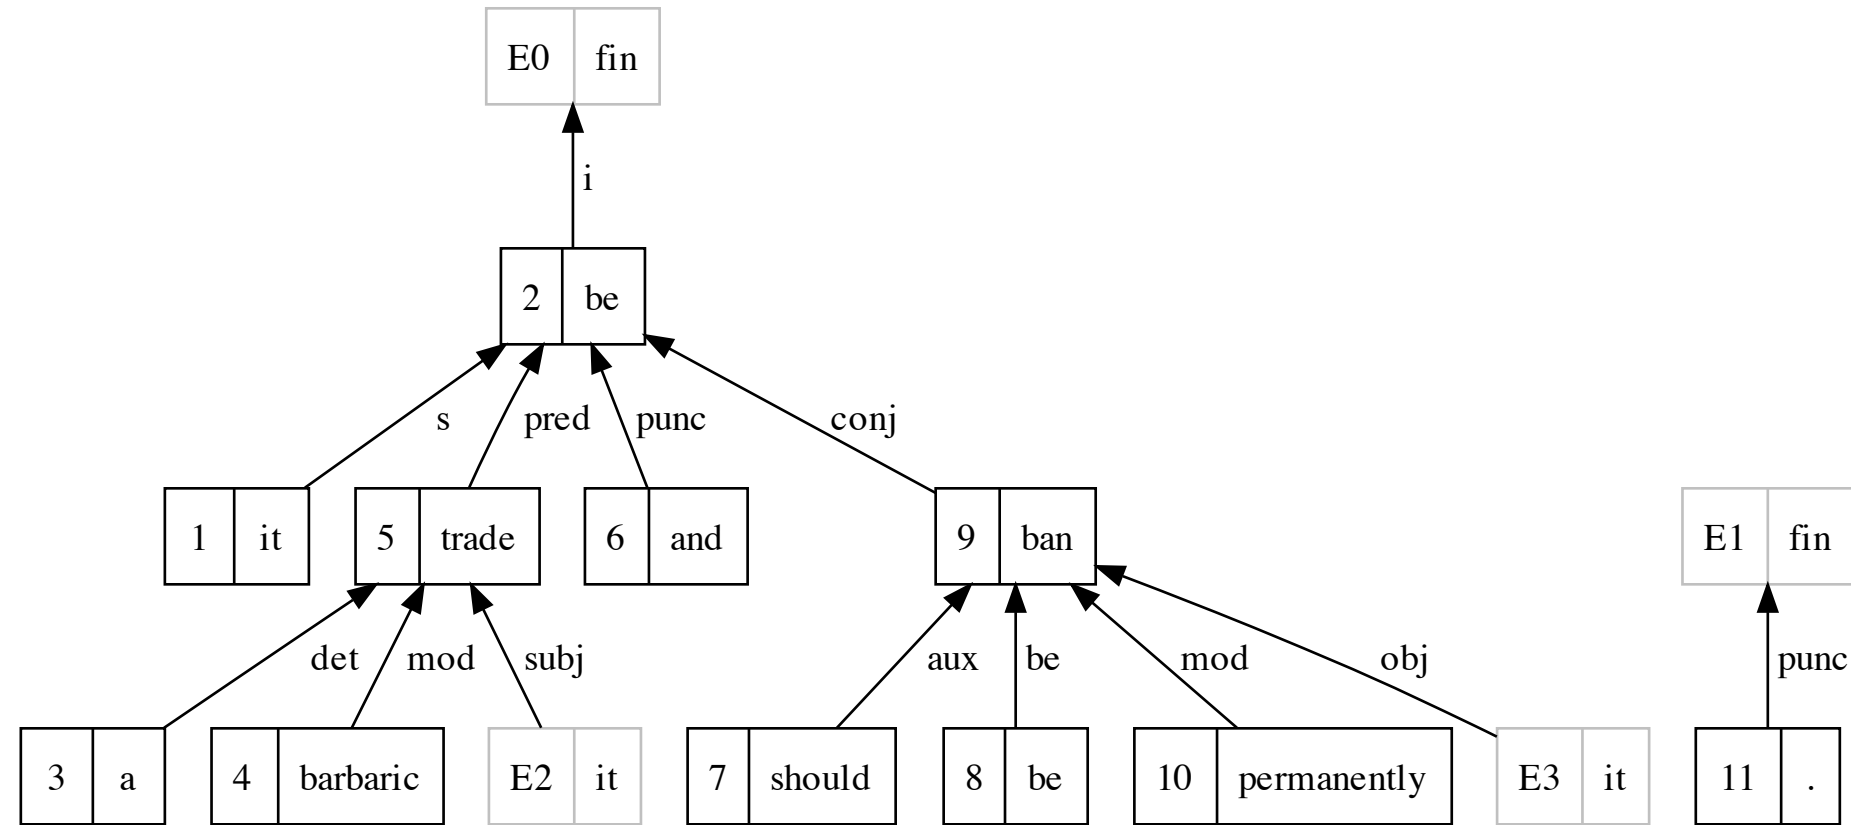 E0 fin
i
2 be
s pred punc conj
1 it 5 trade 6 and 9 ban E1 fin
det mod subj aux be mod obj punc
3 a 4 barbaric E2 it 7 should 8 be 10 permanently E3 it 11 .